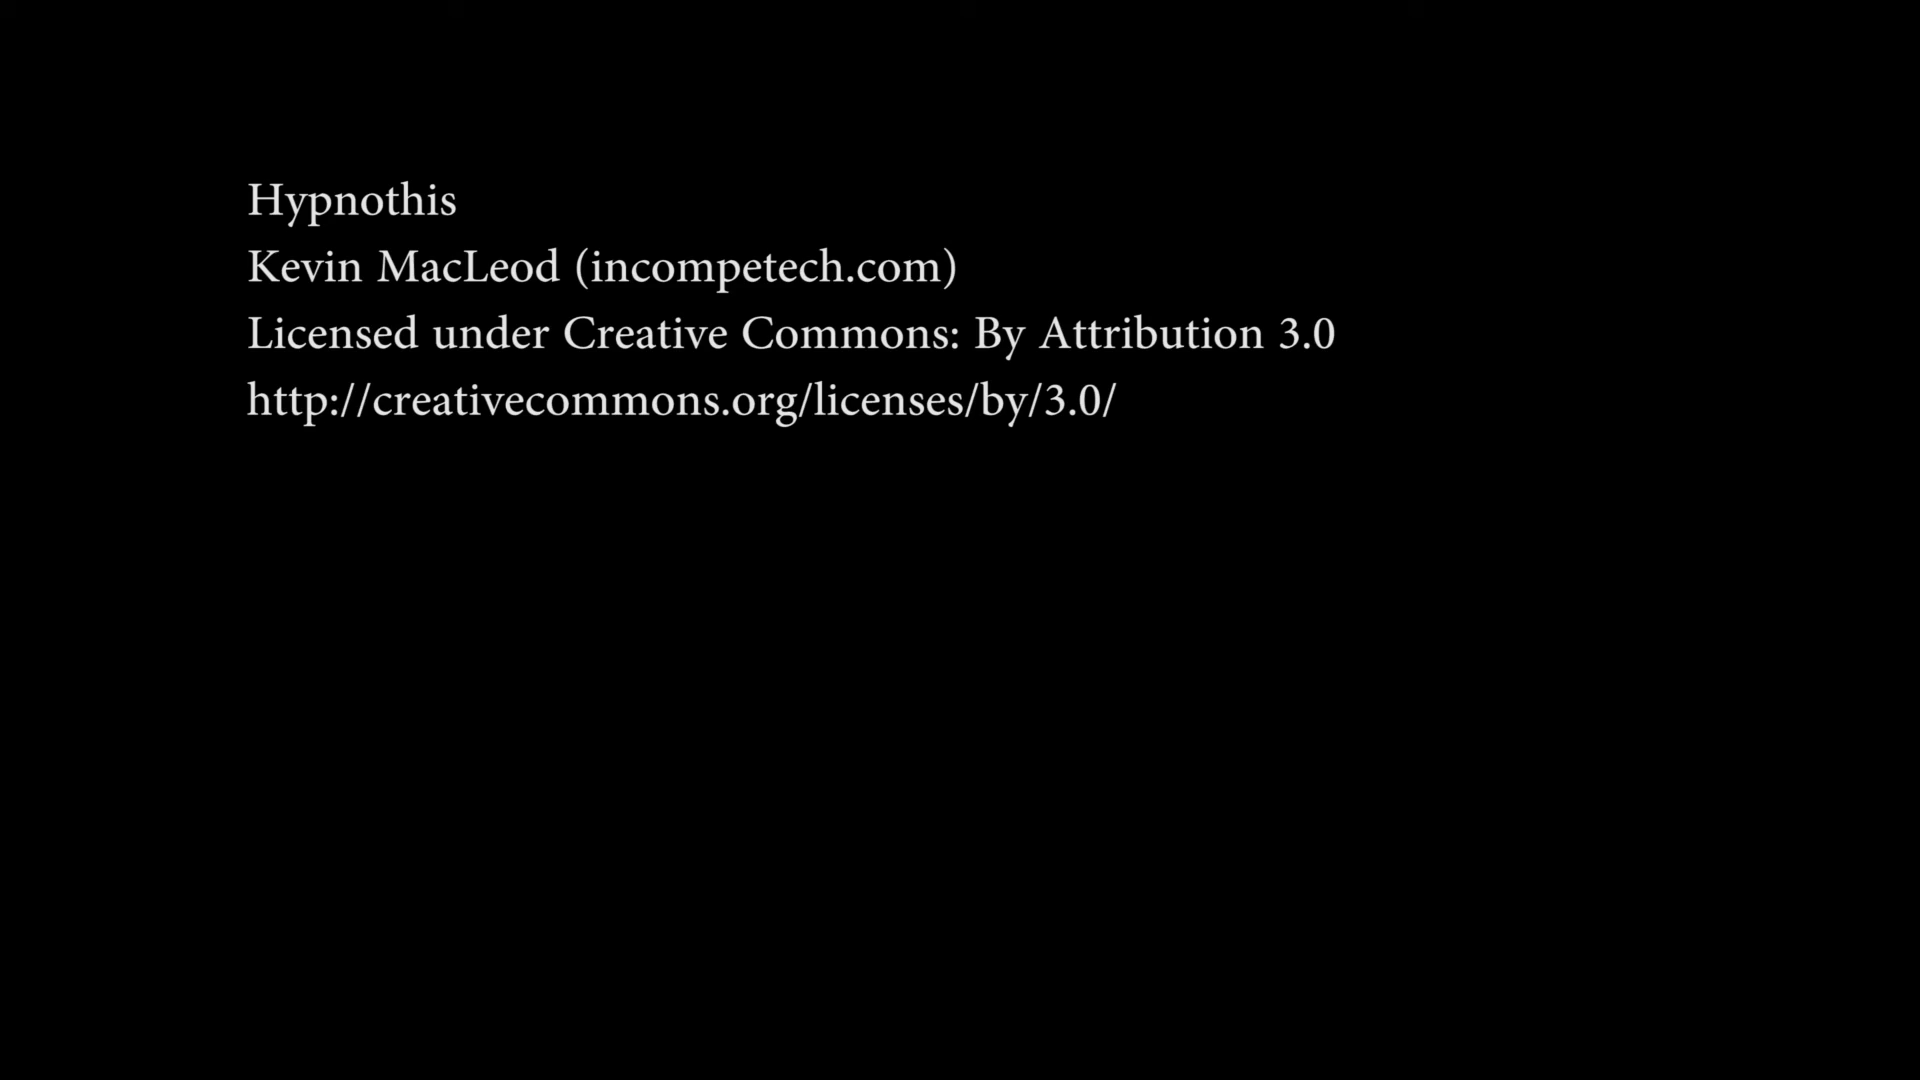 Hypnothis
Kevin MacLeod (incompetech.com)
Licensed under Creative Commons: By Attribution 3.0
http://creativecommons.org/licenses/by/3.0/